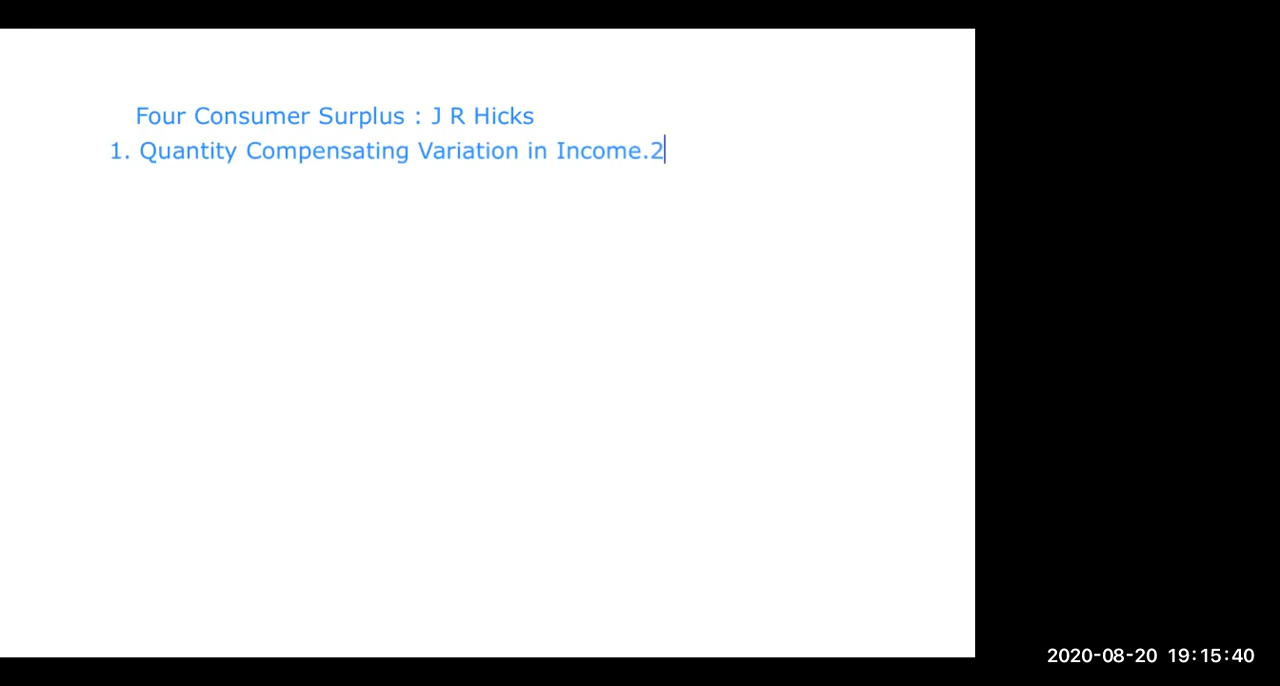 Four Consumer Surplus : J R Hicks
1. Quantity Compensating Variation in Income.2
2020-08-20 19:15:40